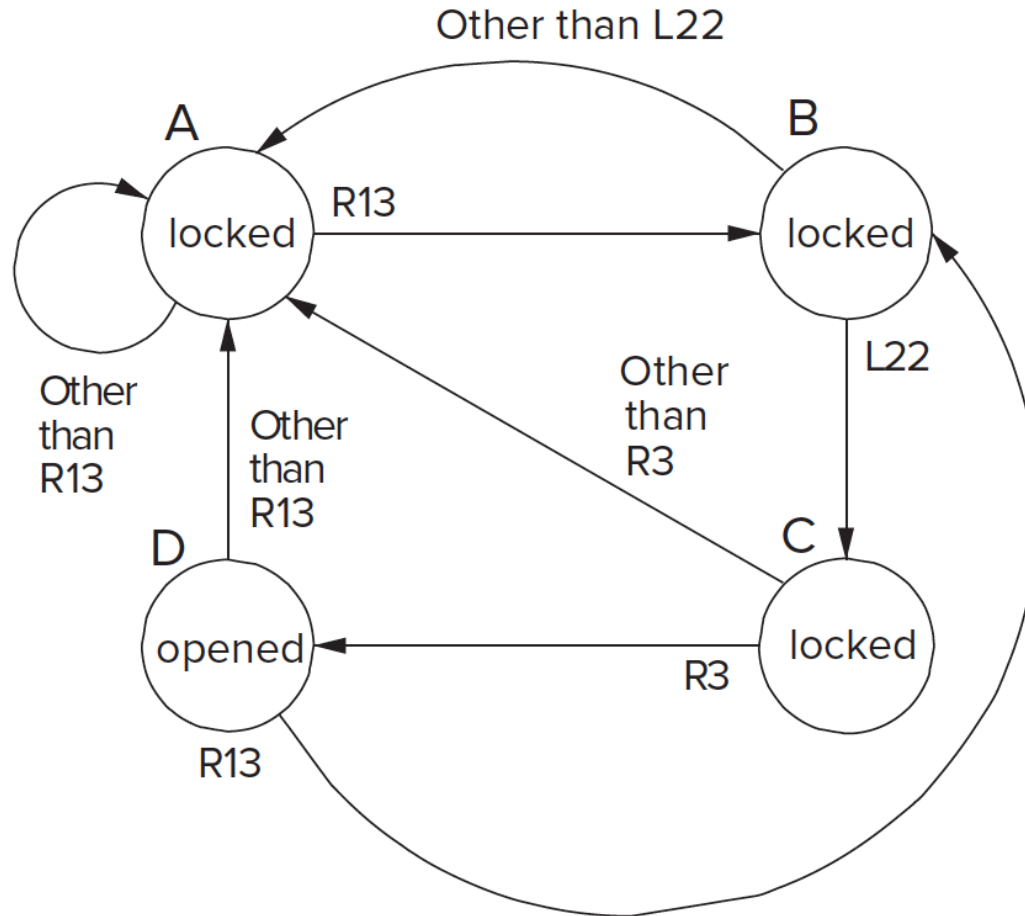 Other than L22
A
B
R13
locked
locked
L22
Other
than
R3
Other
than
R13
Other
than
R13
D
C
opened
locked
R3
R13